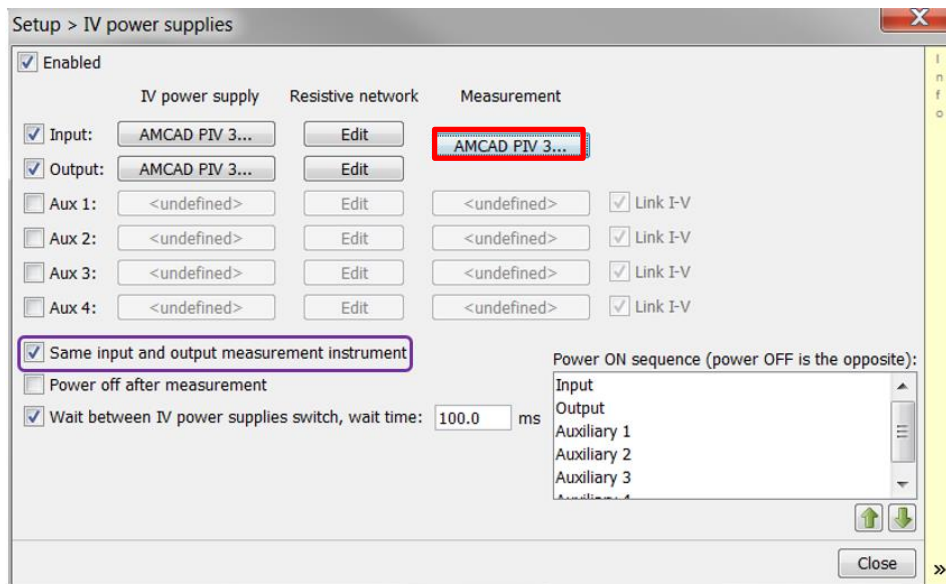 Setup > IV power supplies
X
Enabled
IV power supply Resistive network Measurement
Input: AMCAD PIV 3... Edit
AMCAD PIV 3...
Output: AMCAD PIV 3... Edit
Aux 1: <undefined> Edit <undefined> Link I-V
Aux 2: <undefined> Edit <undefined> Link I-V
Aux 3: <undefined> Edit <undefined> Link I-V
Aux 4: <undefined> Edit <undefined> Link I-V
Same input and output measurement instrument
Power off after measurement
Wait between IV power supplies switch, wait time: 100.0 ms
Power ON sequence (power OFF is the opposite):
Input
Output
Auxiliary 1
Auxiliary 2
Auxiliary 3
Auxiliary 4
Close
Info
»